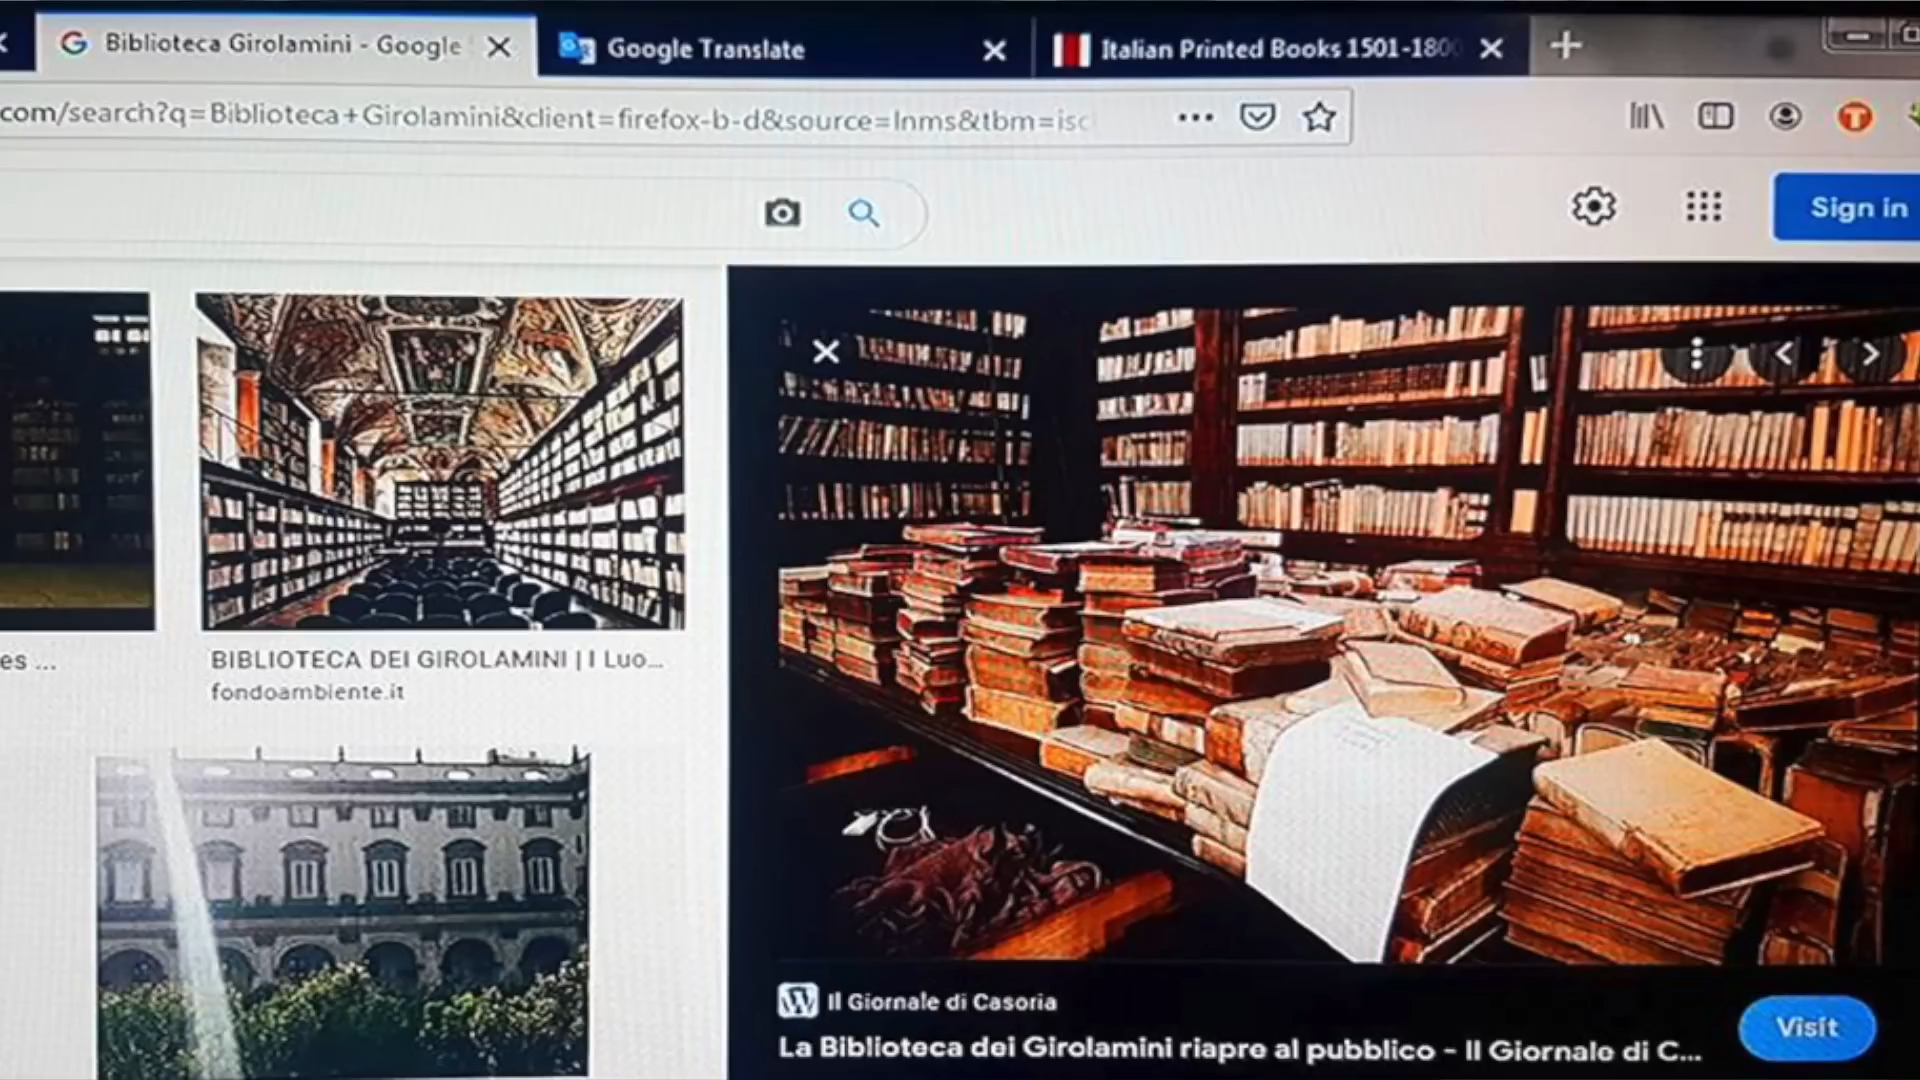 Biblioteca Girolamini - Google
Google Translate
Italian Printed Books 1501-180
com/search?q=Biblioteca+Girolamini&client=firefox-b-d&source=lnms&tbm=isc
Sign in
es ...
BIBLIOTECA DEI GIROLAMINI | I Luo...
fondoambiente.it
Il Giornale di Casoria
La Biblioteca dei Girolamini riapre al pubblico - Il Giornale di C...
Visit